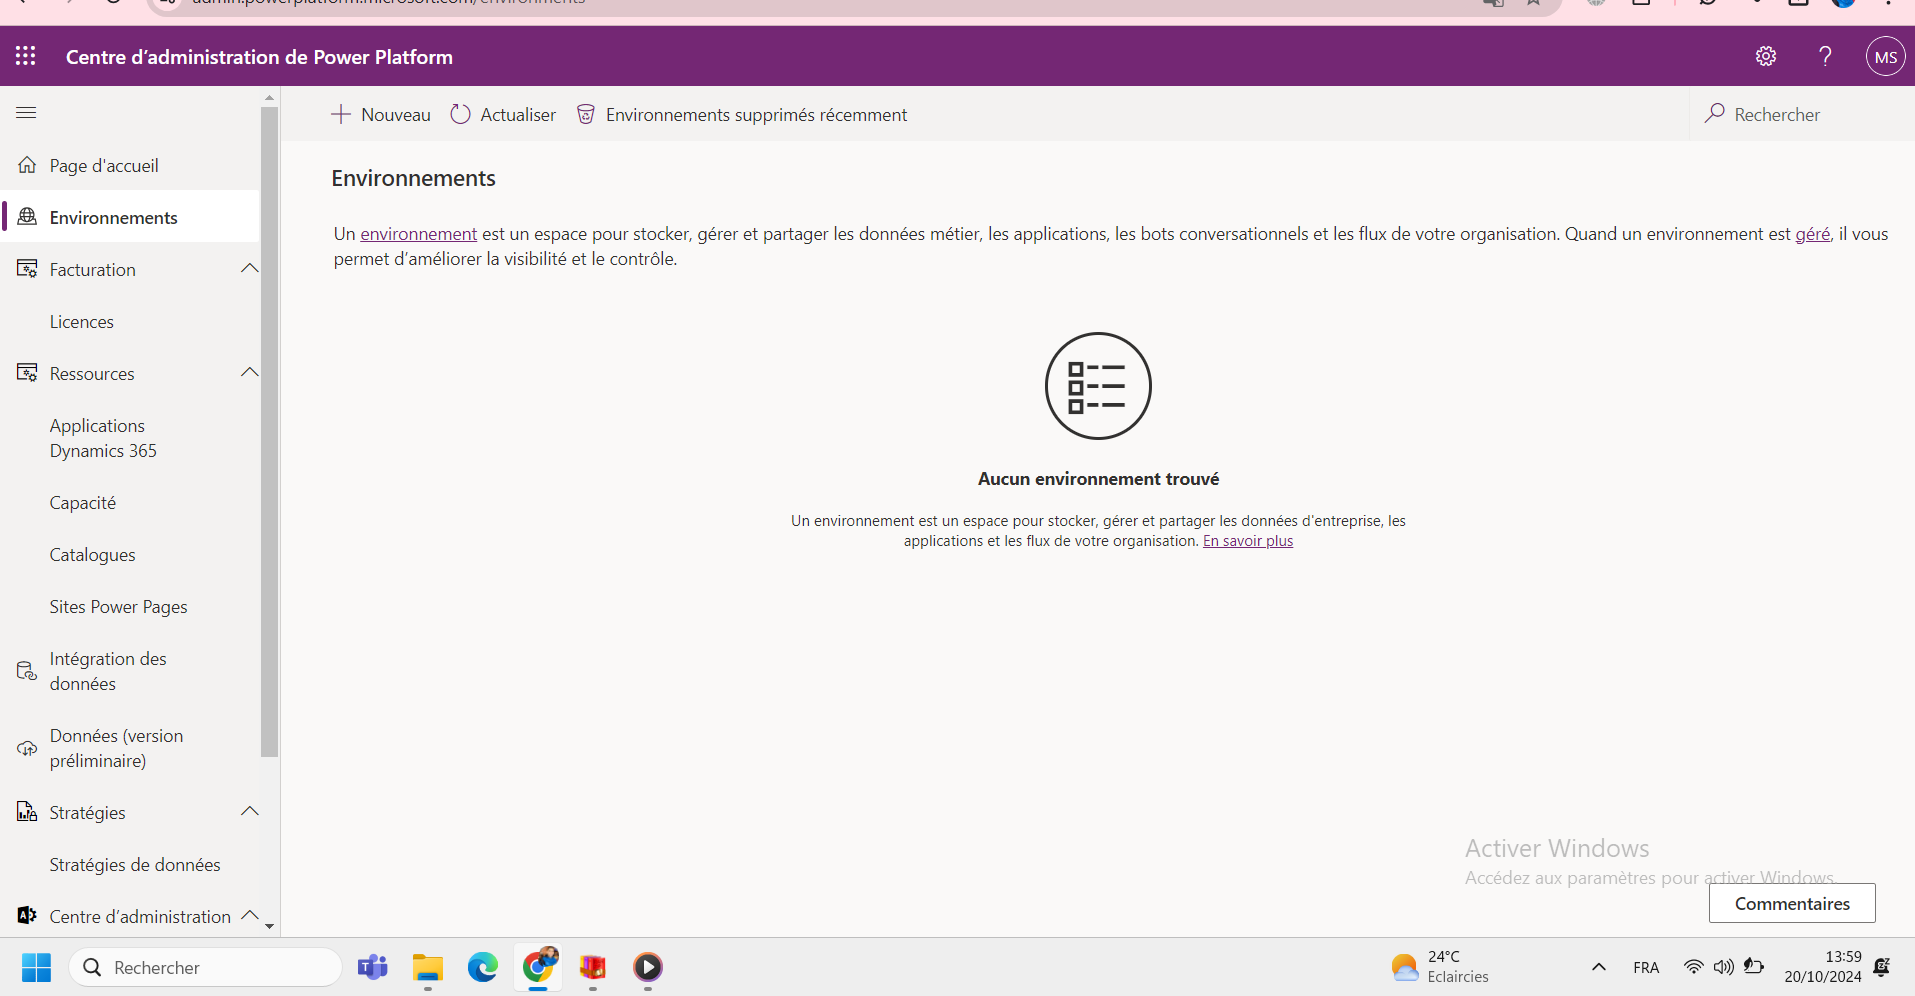 admin.powerplatform.microsoft.com/environments
Centre d’administration de Power Platform
MS
Nouveau
Actualiser
Environnements supprimés récemment
Rechercher
Page d'accueil
Environnements
Facturation
Licences
Ressources
Applications
Dynamics 365
Capacité
Catalogues
Sites Power Pages
Intégration des
données
Données (version
préliminaire)
Stratégies
Stratégies de données
Centre d’administration
Environnements
Un environnement est un espace pour stocker, gérer et partager les données métier, les applications, les bots conversationnels et les flux de votre organisation. Quand un environnement est géré, il vous
permet d’améliorer la visibilité et le contrôle.
Aucun environnement trouvé
Un environnement est un espace pour stocker, gérer et partager les données d'entreprise, les
applications et les flux de votre organisation. En savoir plus
Activer Windows
Accédez aux paramètres pour activer Windows.
Commentaires
Rechercher
24°C
Eclaircies
FRA
13:59
20/10/2024